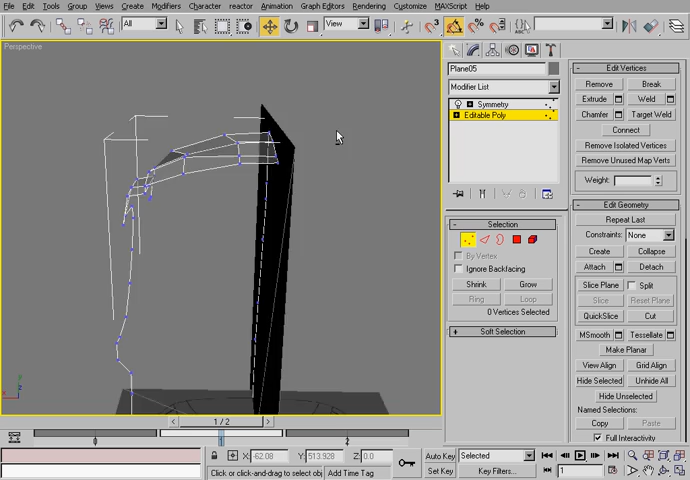 File Edit Tools Group Views Create Modifiers Character reactor Animation Graph Editors Rendering Customize MAXScript Help
All View
Perspective
Plane05
Modifier List
Symmetry
Editable Poly
Selection
By Vertex
Ignore Backfacing
Shrink Grow
Ring Loop
0 Vertices Selected
Soft Selection
Edit Vertices
Remove Break
Extrude Weld
Chamfer Target Weld
Connect
Remove Isolated Vertices
Remove Unused Map Verts
Weight:
Edit Geometry
Repeat Last
Constraints: None
Create Collapse
Attach Detach
Slice Plane Split
Slice Reset Plane
QuickSlice Cut
MSmooth Tessellate
Make Planar
View Align Grid Align
Hide Selected Unhide All
Hide Unselected
Named Selections:
Copy Paste
Full Interactivity
< 1 / 2 >
0 1 2
X: -62.08 Y: 513.928 Z: 0.0
Auto Key Selected
Click or click-and-drag to select obj Add Time Tag
Set Key Key Filters... 1